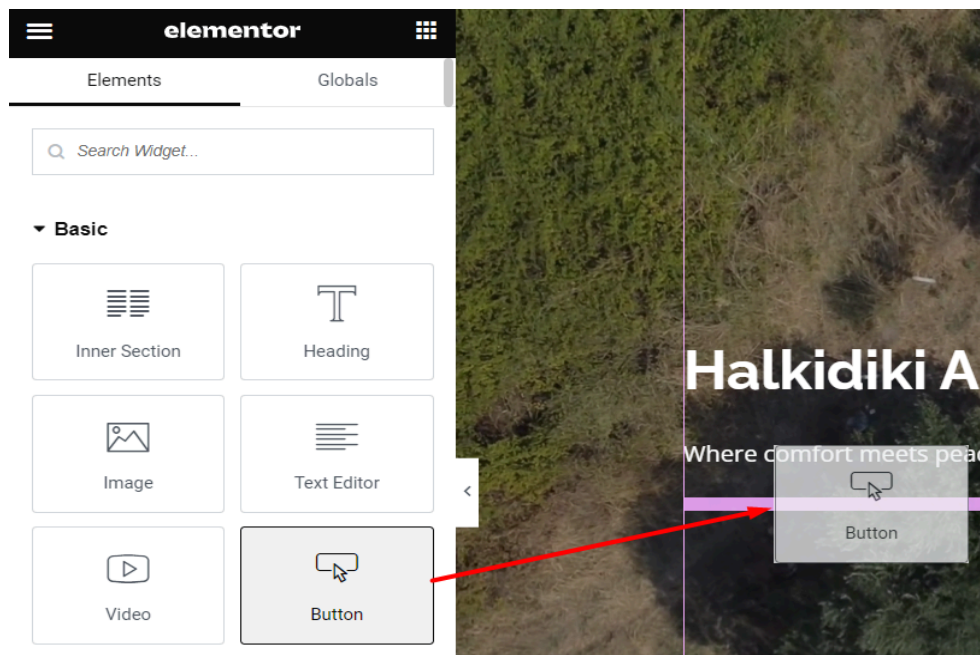 elementor
Elements
Globals
Search Widget...
Basic
Inner Section
Heading
Image
Text Editor
Video
Button
Halkidiki A
Where comfort meets peac
Button